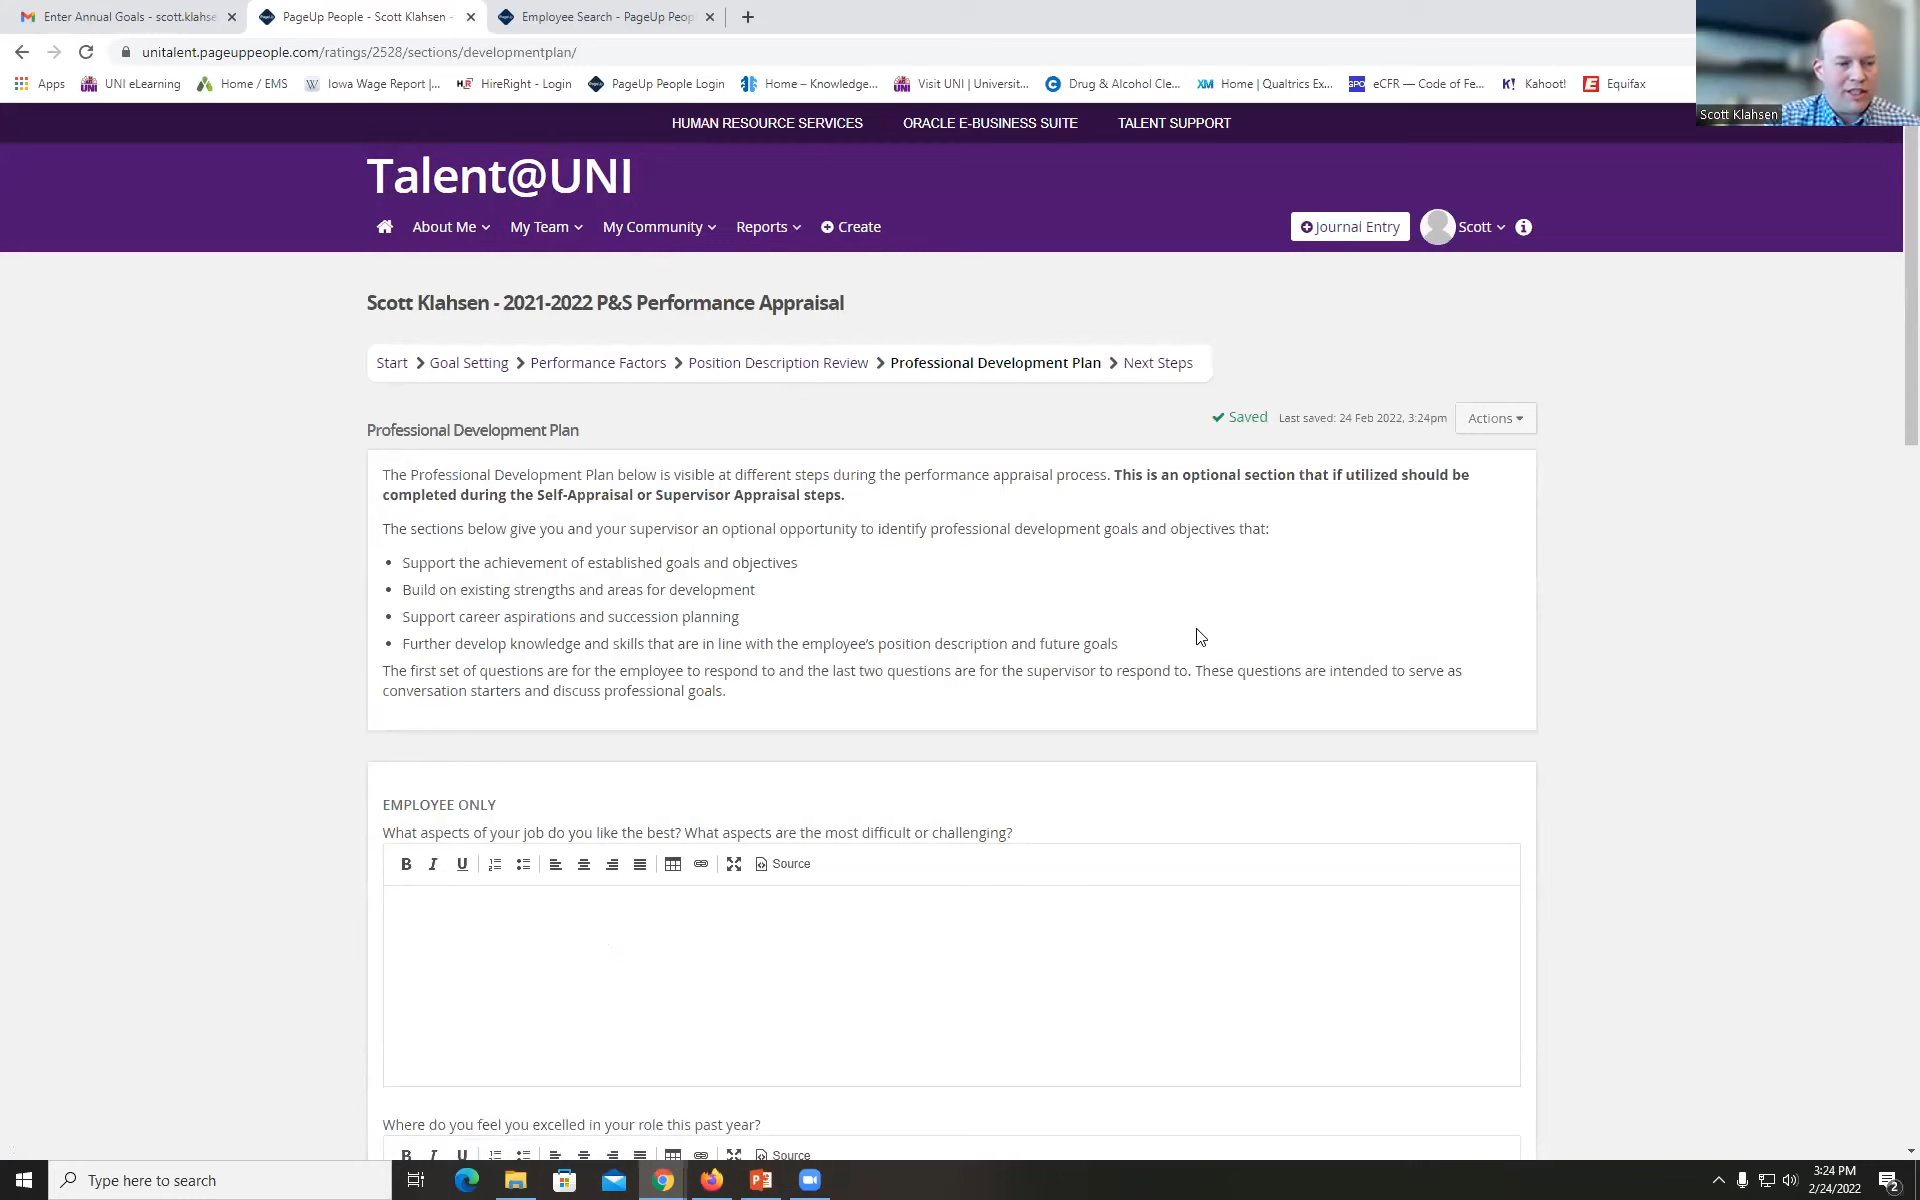 Enter Annual Goals - scott.klahse
PageUp People - Scott Klahsen -
Employee Search - PageUp Peop
unitalent.pageuppeople.com/ratings/2528/sections/developmentplan/
Apps
UNI eLearning
Home / EMS
Iowa Wage Report |...
HireRight - Login
PageUp People Login
Home – Knowledge...
Visit UNI | Universit...
Drug & Alcohol Cle...
Home | Qualtrics Ex...
eCFR — Code of Fe...
Kahoot!
Equifax
Scott Klahsen
HUMAN RESOURCE SERVICES
ORACLE E-BUSINESS SUITE
TALENT SUPPORT
Talent@UNI
About Me
My Team
My Community
Reports
Create
Journal Entry
Scott
Scott Klahsen - 2021-2022 P&S Performance Appraisal
Start > Goal Setting > Performance Factors > Position Description Review > Professional Development Plan > Next Steps
Saved
Last saved: 24 Feb 2022, 3:24pm
Actions
Professional Development Plan
The Professional Development Plan below is visible at different steps during the performance appraisal process. This is an optional section that if utilized should be
completed during the Self-Appraisal or Supervisor Appraisal steps.
The sections below give you and your supervisor an optional opportunity to identify professional development goals and objectives that:
• Support the achievement of established goals and objectives
• Build on existing strengths and areas for development
• Support career aspirations and succession planning
• Further develop knowledge and skills that are in line with the employee's position description and future goals
The first set of questions are for the employee to respond to and the last two questions are for the supervisor to respond to. These questions are intended to serve as
conversation starters and discuss professional goals.
EMPLOYEE ONLY
What aspects of your job do you like the best? What aspects are the most difficult or challenging?
B I U Source
Where do you feel you excelled in your role this past year?
B I U Source
Type here to search
3:24 PM
2/24/2022
2